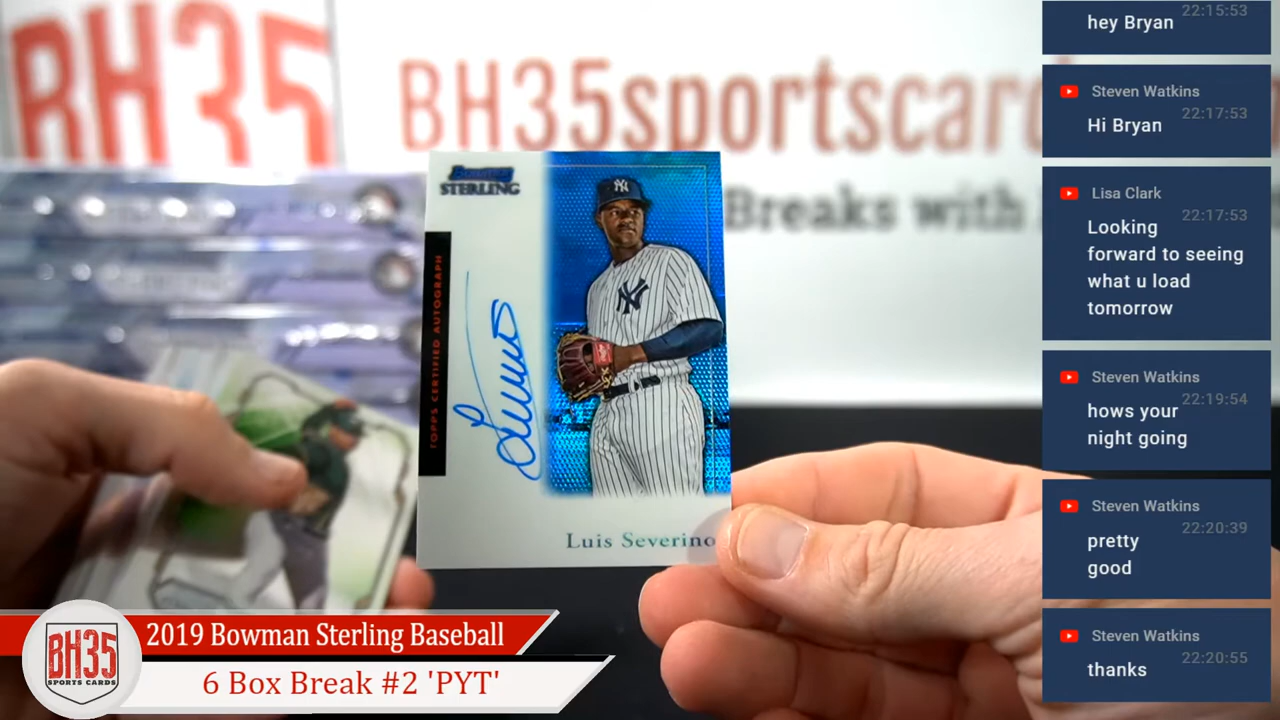 BH35
BH35sportscard
Breaks with
Bowman
STERLING
TOPPS CERTIFIED AUTOGRAPH
NY
NY
Luis Severino
2019 Bowman Sterling Baseball
6 Box Break #2 'PYT'
BH35
SPORTS CARDS
22:15:53
hey Bryan
Steven Watkins
22:17:53
Hi Bryan
Lisa Clark
22:17:53
Looking
forward to seeing
what u load
tomorrow
Steven Watkins
22:19:54
hows your
night going
Steven Watkins
22:20:39
pretty
good
Steven Watkins
22:20:55
thanks